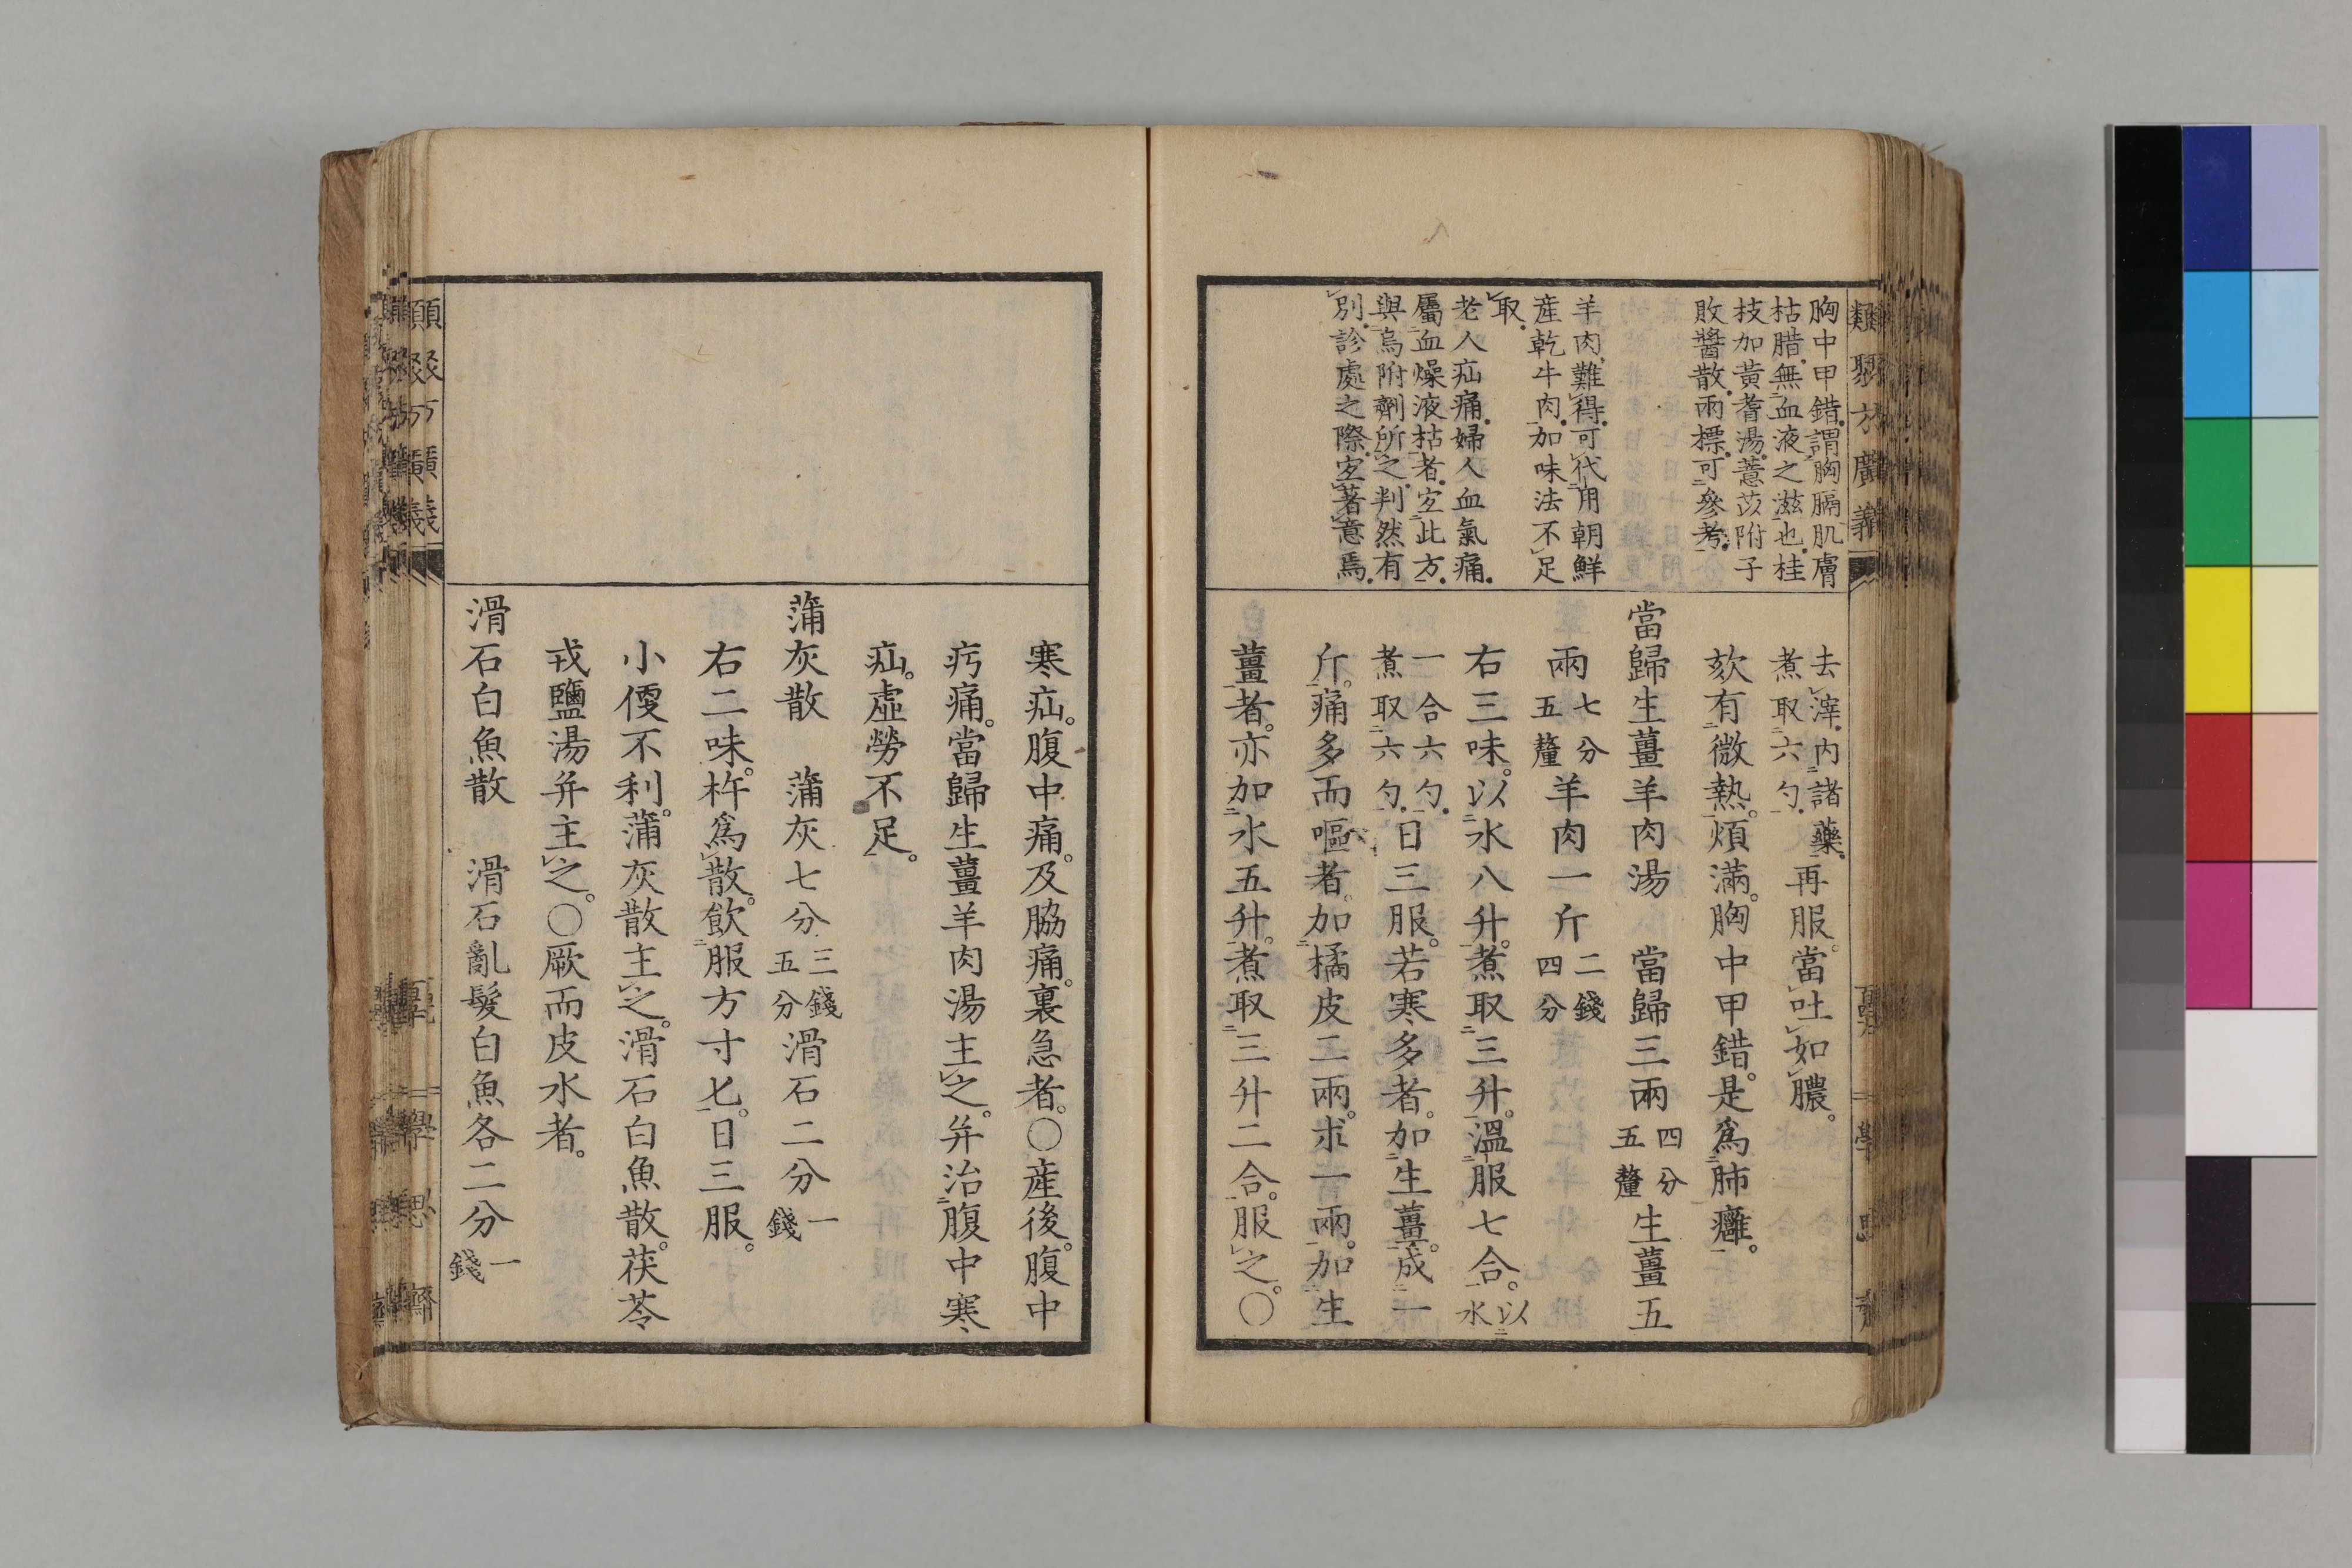 類聚方廣義
胸中甲錯。謂胸膈肌膚
枯腊。無血液之滋也。桂
枝加黃耆湯。薏苡附子
敗醬散。兩標。可參考。
羊肉難得。可代用朝鮮
産乾牛肉。加味法不足
取。
老人疝痛。婦人血氣痛。
屬血燥液枯者。宜此方。
與烏附劑所之。判然有
別。診處之際。宜著意焉。
去滓。内諸藥。
煮取六勺。再服。當吐如膿。
欬有微熱。煩滿。胸中甲錯。是爲肺癰。
當歸生薑羊肉湯 當歸三兩四分五釐生薑五
兩七分五釐羊肉一斤二錢四分
右三味。以水八升。煮取三升。溫服七合。以水
一合六勺。煮取六勺。日三服。若寒多者。加生薑。成一
斤。痛多而嘔者。加橘皮二兩。求一兩。加生
薑者。亦加水五升。煮取三升二合。服之。○
寒疝。腹中痛。及脇痛。裏急者。○産後。腹中
㽱痛。當歸生薑羊肉湯主之。并治腹中寒
疝。虛勞不足。
蒲灰散 蒲灰七分三錢五分滑石二分一錢
右二味。杵爲散。飲服方寸匕。日三服。
小便不利。蒲灰散主之。滑石白魚散。茯苓
戎鹽湯并主之。○厥而皮水者。
滑石白魚散 滑石亂髮白魚各二分一錢